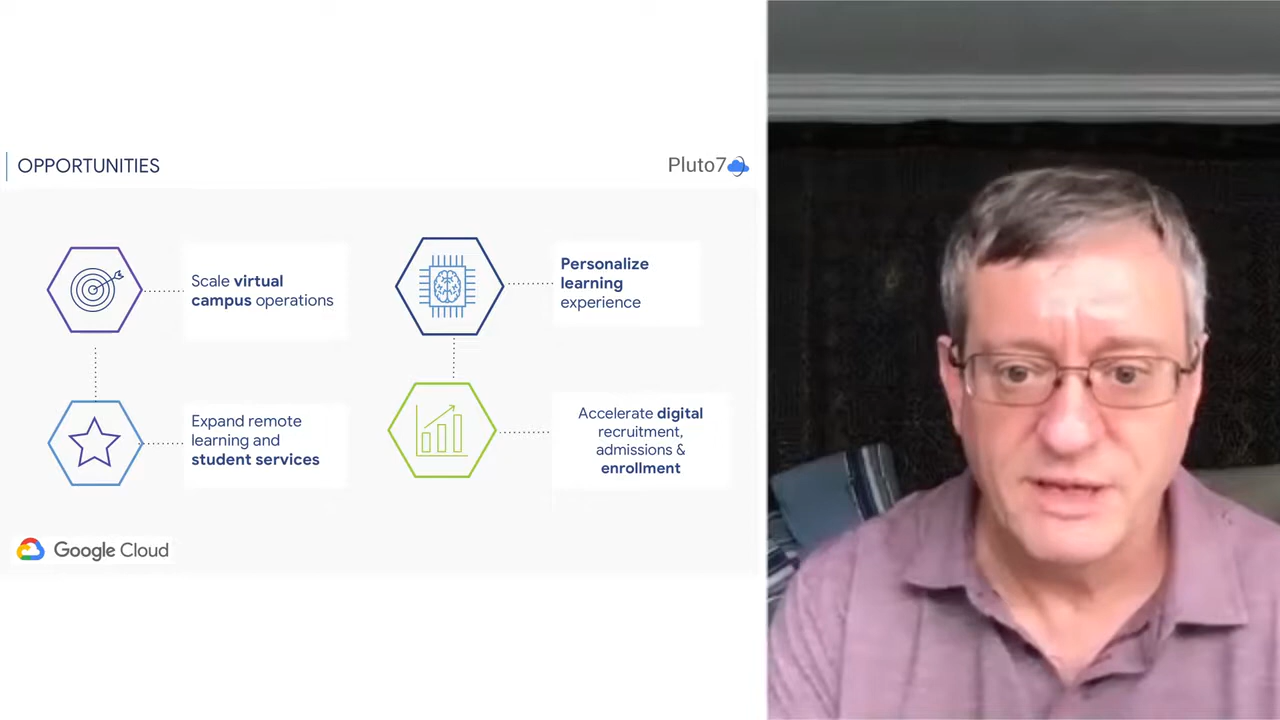 OPPORTUNITIES
Pluto7
Scale virtual
campus operations
Personalize
learning
experience
Expand remote
learning and
student services
Accelerate digital
recruitment,
admissions &
enrollment
Google Cloud